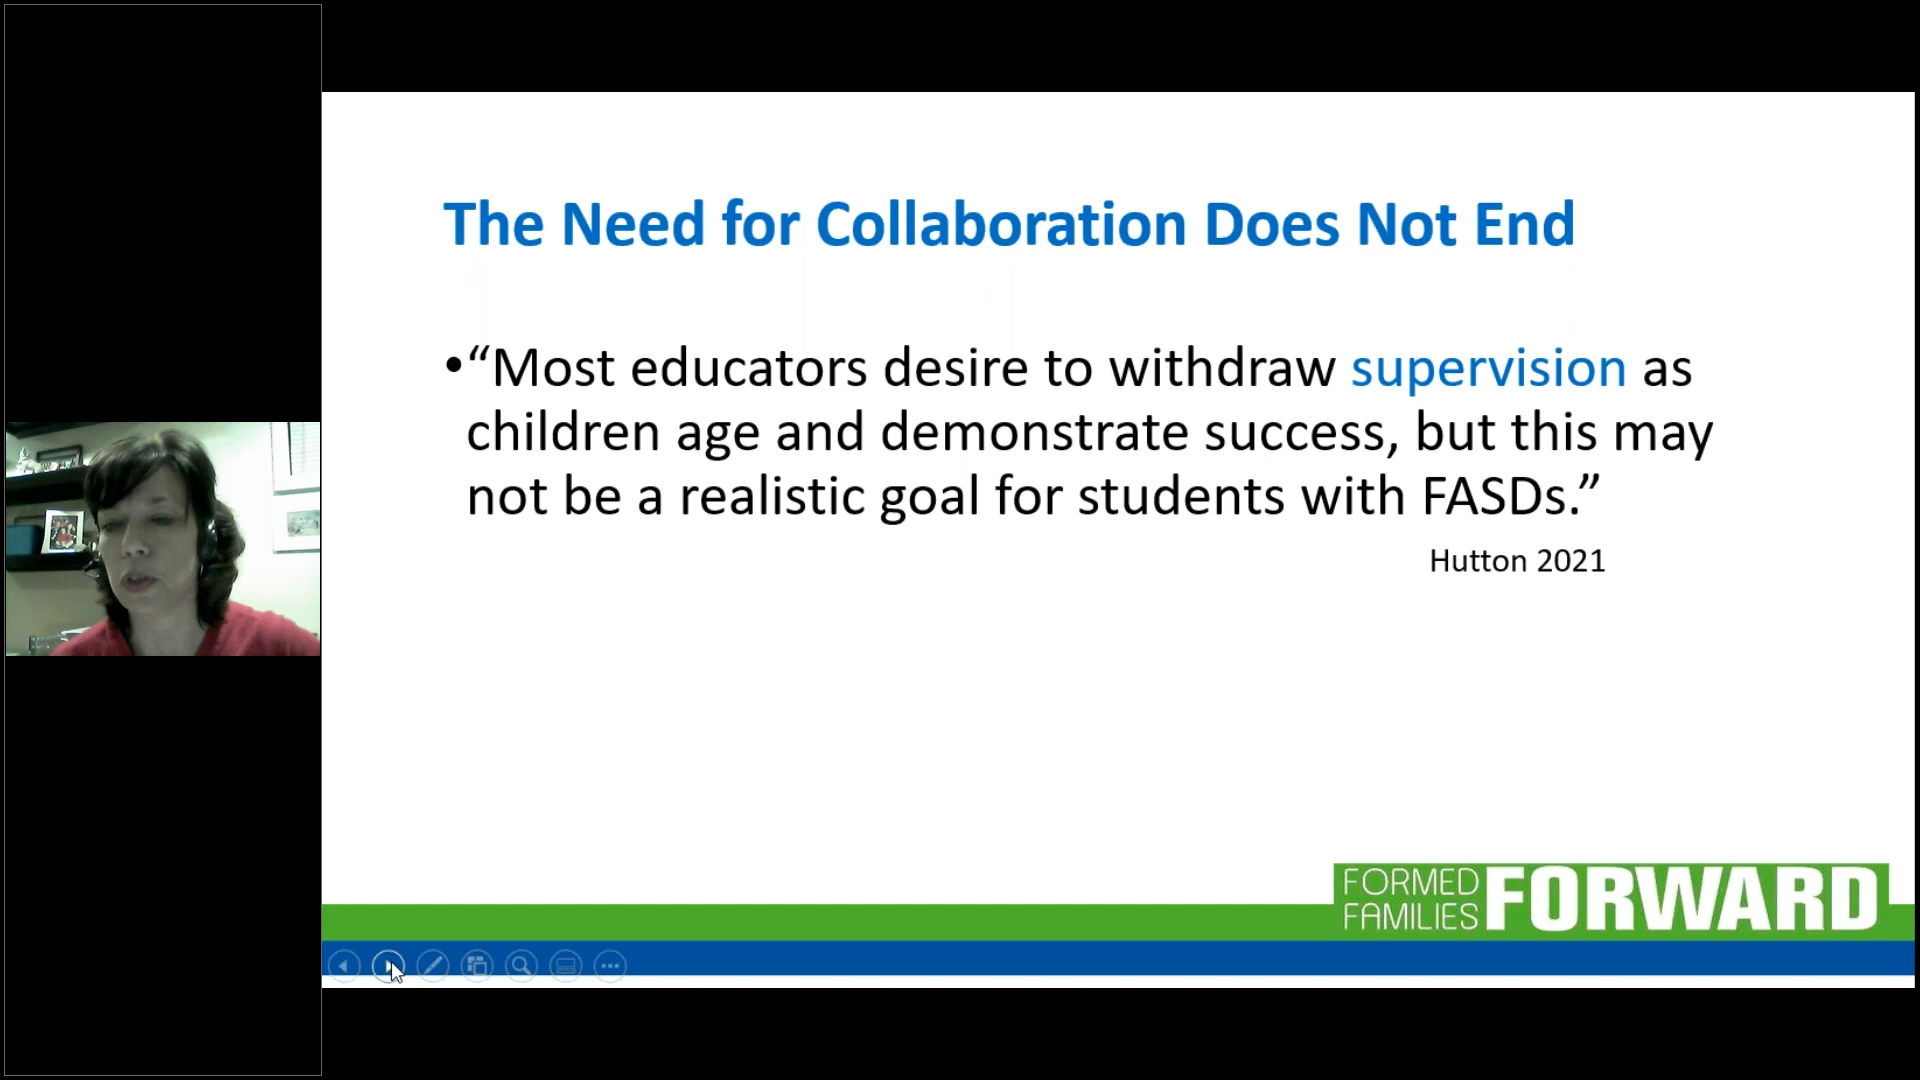 The Need for Collaboration Does Not End
•“Most educators desire to withdraw supervision as
children age and demonstrate success, but this may
not be a realistic goal for students with FASDs.”
Hutton 2021
FORMED
FAMILIES
FORWARD